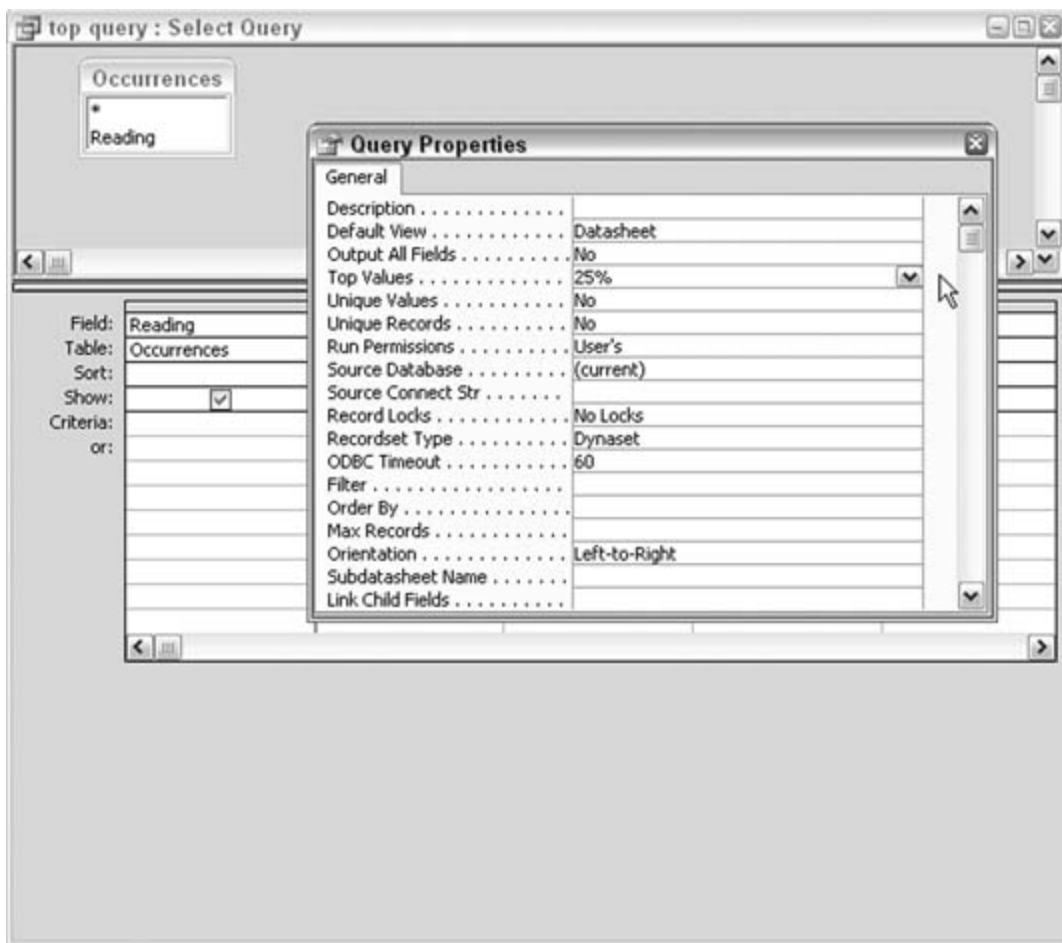 top query : Select Query
Occurrences
*
Reading
Query Properties
General
Description . . . . . . . . . . . . .
Default View . . . . . . . . . . . . Datasheet
Output All Fields . . . . . . . . . . No
Top Values . . . . . . . . . . . . . 25%
Unique Values . . . . . . . . . . . No
Unique Records . . . . . . . . . . No
Run Permissions . . . . . . . . . . User's
Source Database . . . . . . . . . (current)
Source Connect Str . . . . . . .
Record Locks . . . . . . . . . . . . No Locks
Recordset Type . . . . . . . . . . Dynaset
ODBC Timeout . . . . . . . . . . . 60
Filter . . . . . . . . . . . . . . . . . .
Order By . . . . . . . . . . . . . . .
Max Records . . . . . . . . . . . .
Orientation . . . . . . . . . . . . . Left-to-Right
Subdatasheet Name . . . . . . .
Link Child Fields . . . . . . . . . .
Field: Reading
Table: Occurrences
Sort:
Show:
Criteria:
or: